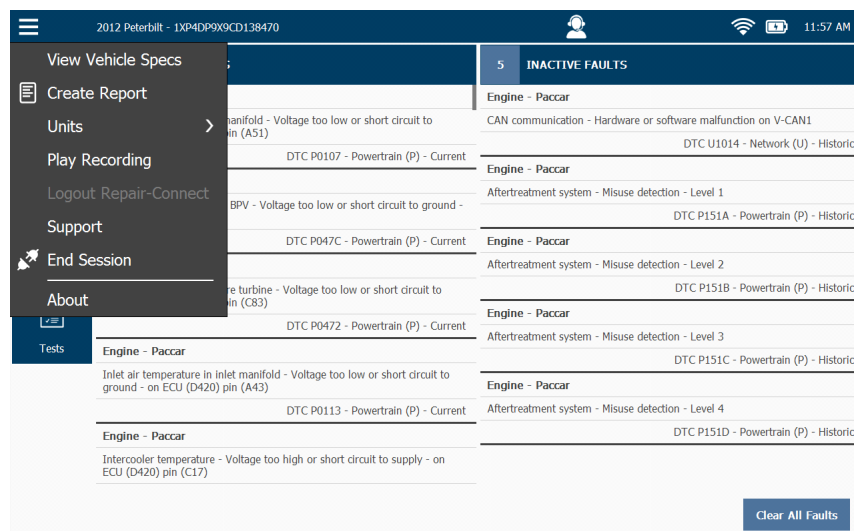 2012 Peterbilt - 1XP4DP9X9CD138470
11:57 AM
View Vehicle Specs
Create Report
Units
Play Recording
Logout Repair-Connect
Support
End Session
About
Tests
manifold - Voltage too low or short circuit to
pin (A51)
DTC P0107 - Powertrain (P) - Current
BPV - Voltage too low or short circuit to ground -
DTC P047C - Powertrain (P) - Current
re turbine - Voltage too low or short circuit to
pin (C83)
DTC P0472 - Powertrain (P) - Current
Engine - Paccar
Inlet air temperature in inlet manifold - Voltage too low or short circuit to
ground - on ECU (D420) pin (A43)
DTC P0113 - Powertrain (P) - Current
Engine - Paccar
Intercooler temperature - Voltage too high or short circuit to supply - on
ECU (D420) pin (C17)
5 INACTIVE FAULTS
Engine - Paccar
CAN communication - Hardware or software malfunction on V-CAN1
DTC U1014 - Network (U) - Historic
Engine - Paccar
Aftertreatment system - Misuse detection - Level 1
DTC P151A - Powertrain (P) - Historic
Engine - Paccar
Aftertreatment system - Misuse detection - Level 2
DTC P151B - Powertrain (P) - Historic
Engine - Paccar
Aftertreatment system - Misuse detection - Level 3
DTC P151C - Powertrain (P) - Historic
Engine - Paccar
Aftertreatment system - Misuse detection - Level 4
DTC P151D - Powertrain (P) - Historic
Clear All Faults